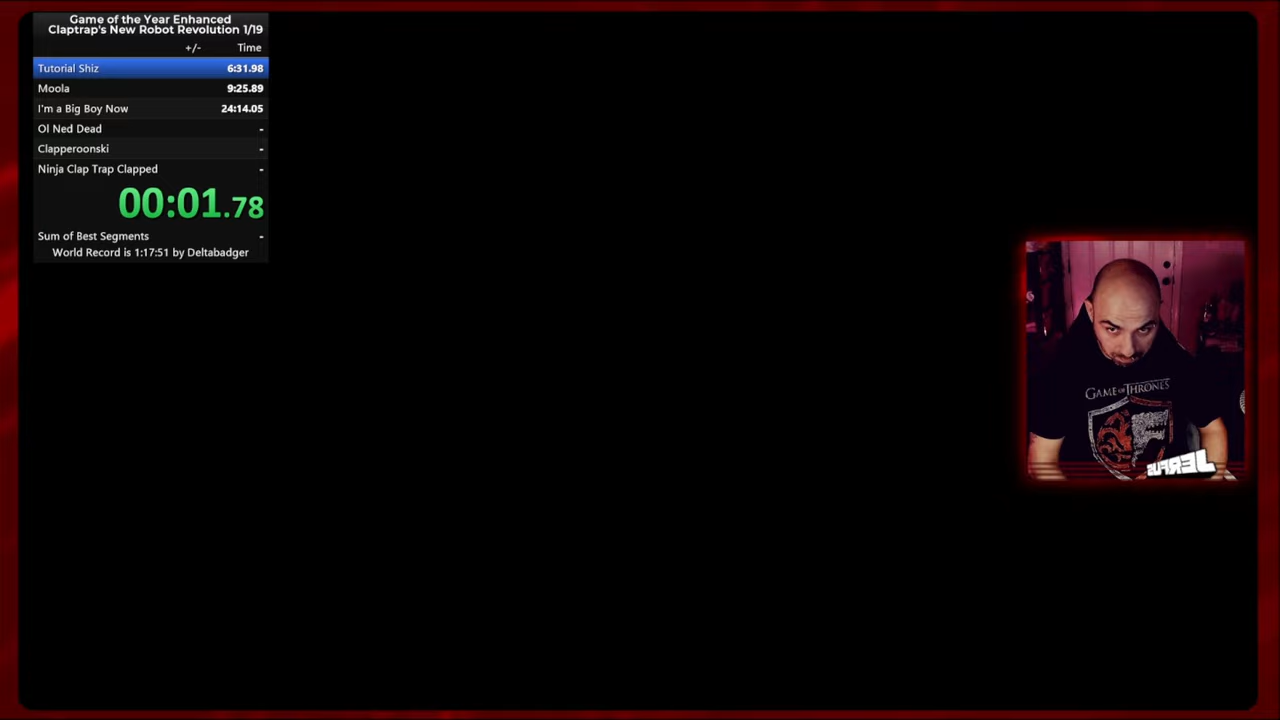 Game of the Year Enhanced
Claptrap's New Robot Revolution 1/19
+/- Time
Tutorial Shiz 6:31.98
Moola 9:25.89
I'm a Big Boy Now 24:14.05
Ol Ned Dead -
Clapperoonski -
Ninja Clap Trap Clapped -
00:01.78
Sum of Best Segments -
World Record is 1:17:51 by Deltabadger
GAME OF THRONES
JERFUS